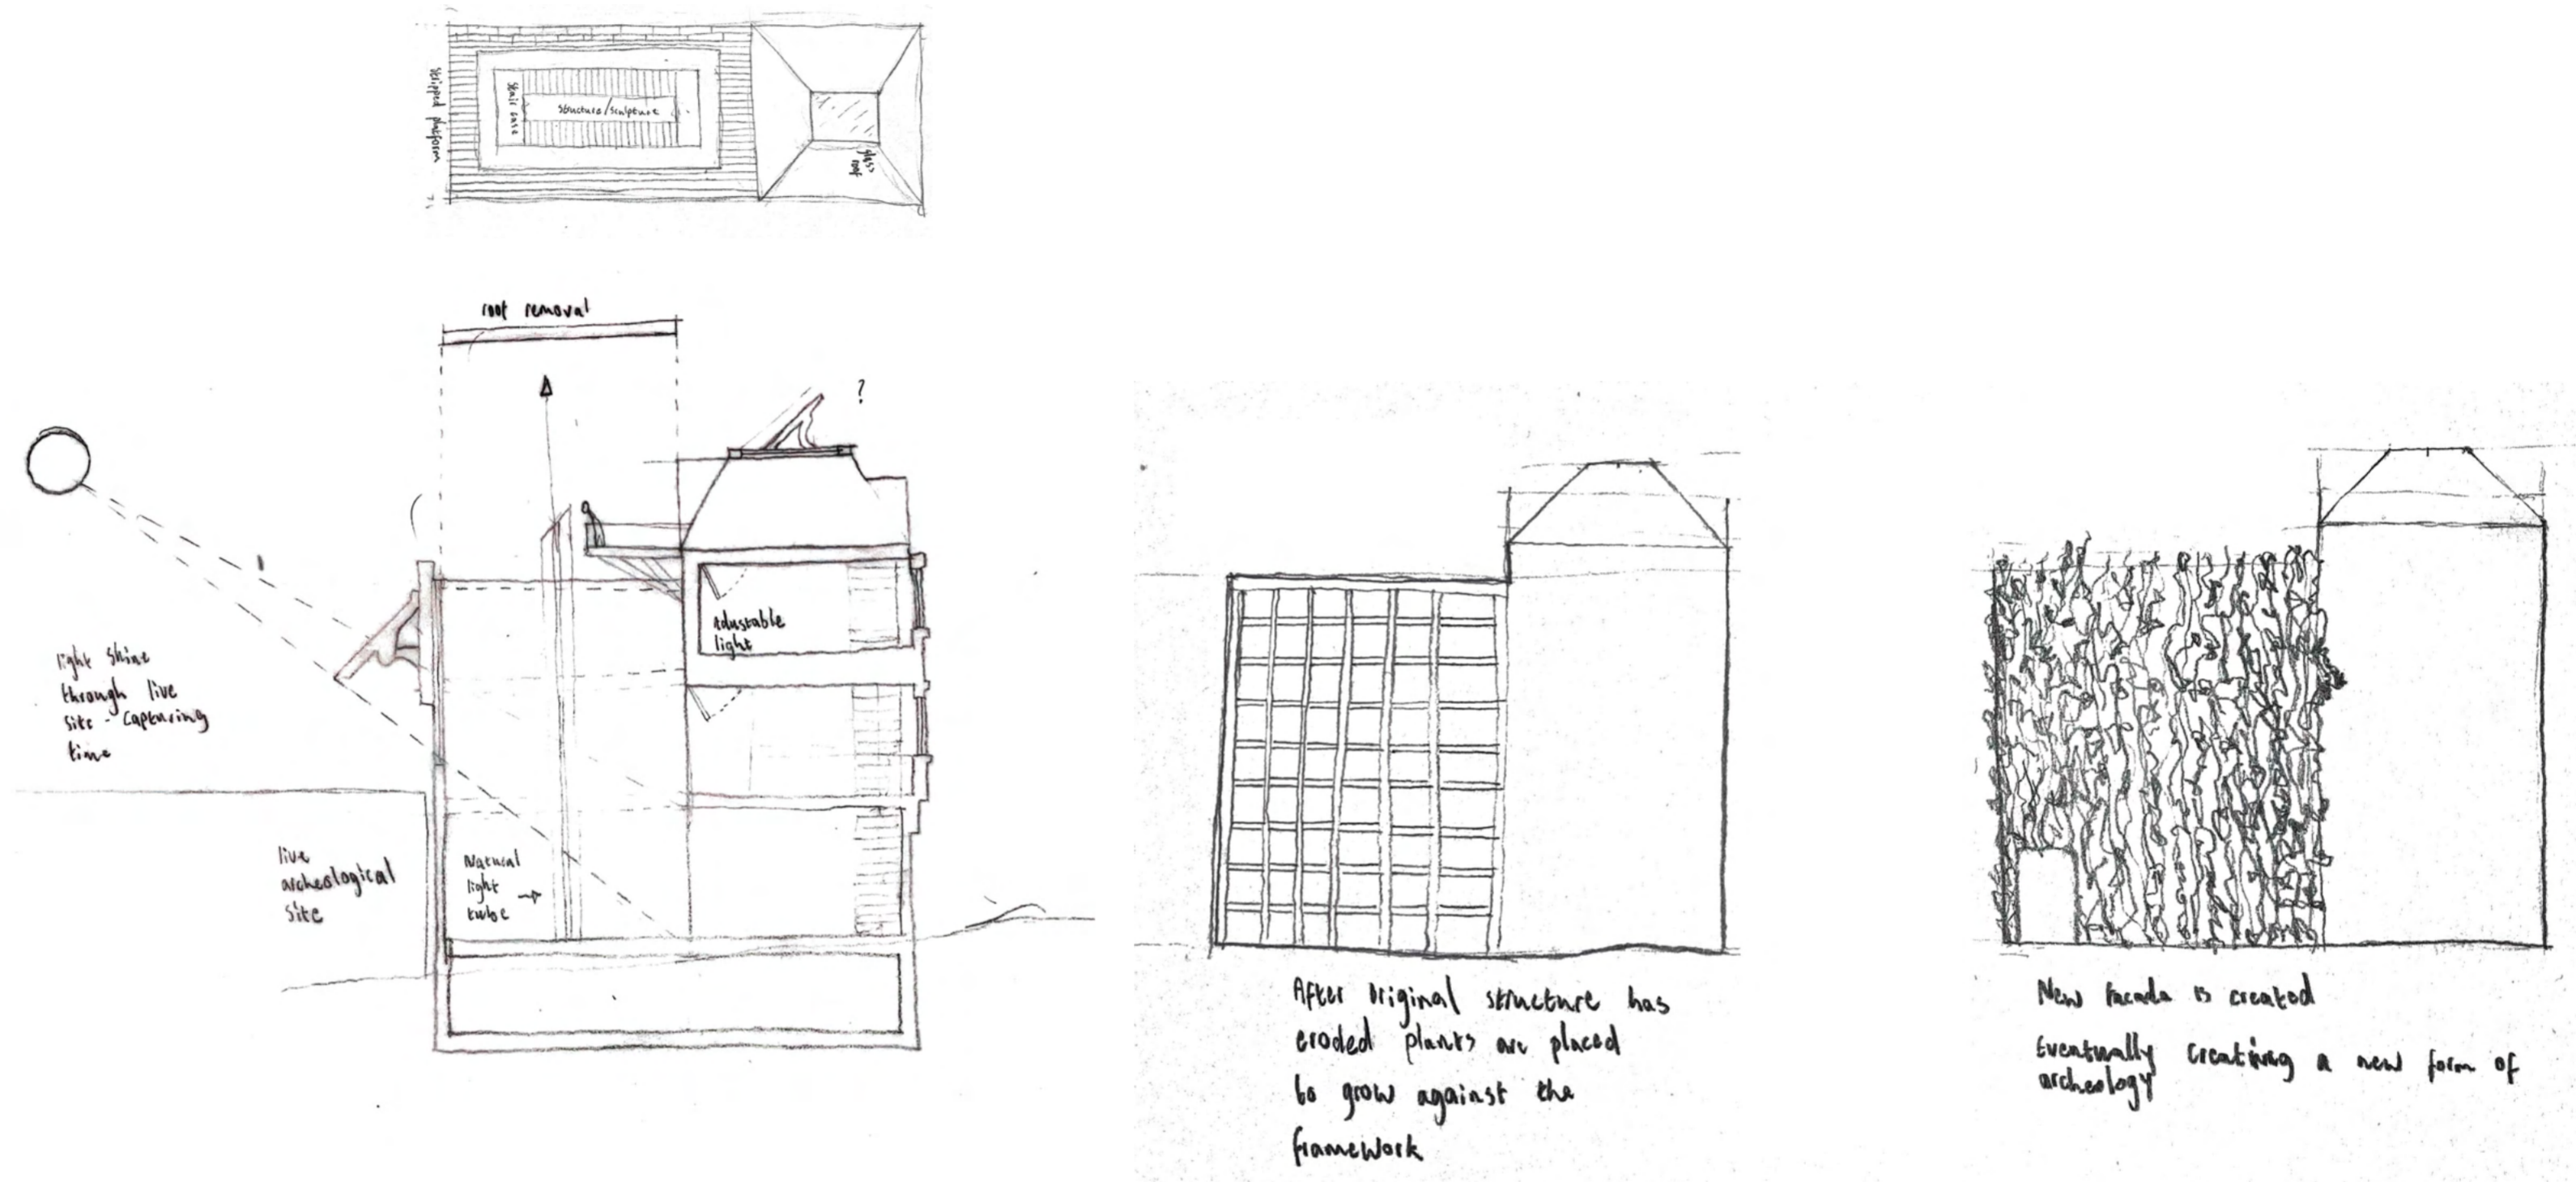 stripped platform
stair case
structure/sculpture
glass roof
roof removal
?
adustable
light
light shine
through live
site - capturing
time
live
archeological
site
Natural
light
tube
After original structure has
eroded plants are placed
to grow against the
framework
New facada is created
Eventually creating a new form of
archeology